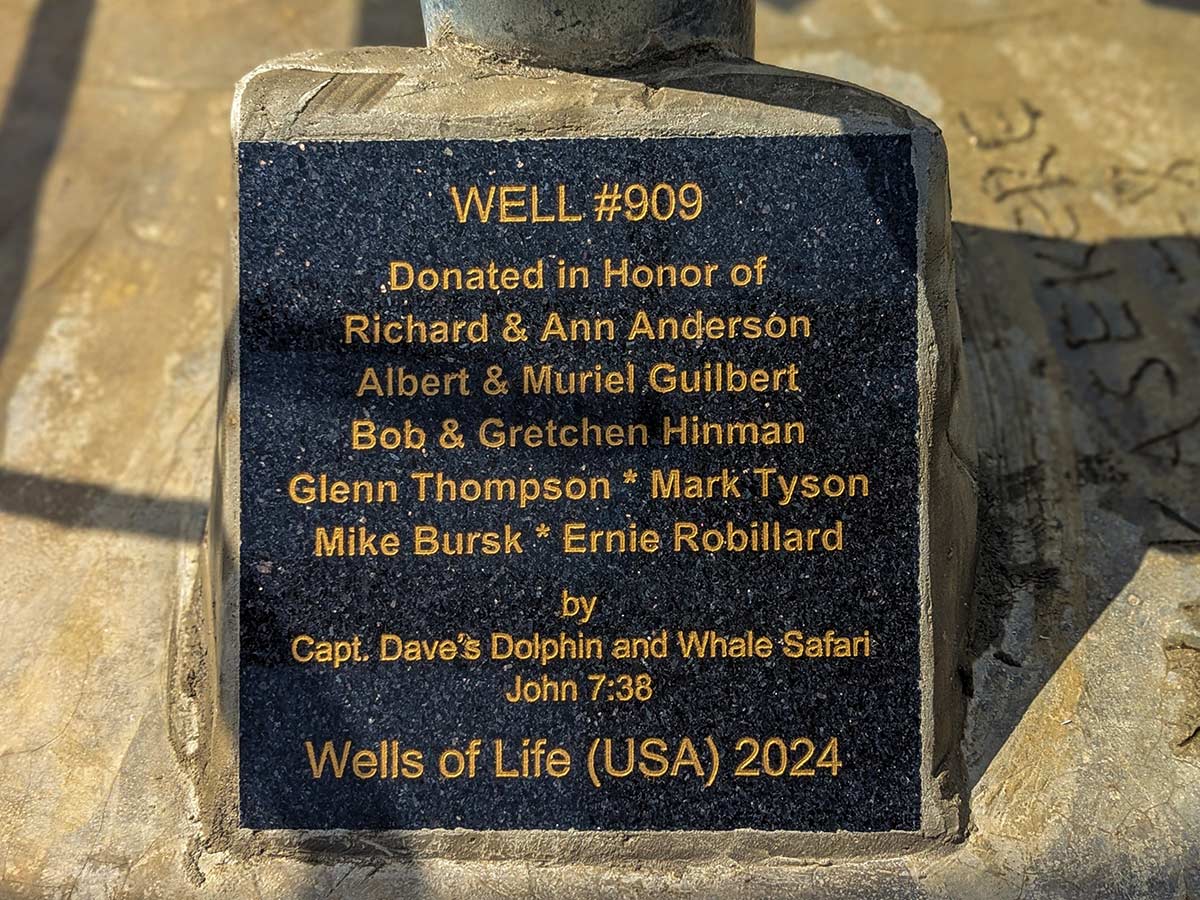 WELL #909
Donated in Honor of
Richard & Ann Anderson
Albert & Muriel Guilbert
Bob & Gretchen Hinman
Glenn Thompson * Mark Tyson
Mike Bursk * Ernie Robillard
by
Capt. Dave's Dolphin and Whale Safari
John 7:38
Wells of Life (USA) 2024